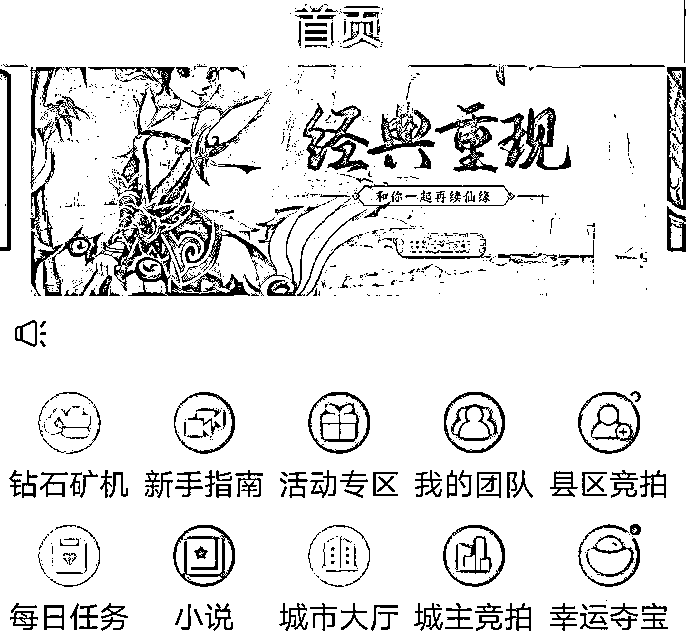 首页
经典重现
和你一起再续仙缘
钻石矿机 新手指南 活动专区 我的团队 县区竞拍
每日任务 小说 城市大厅 城主竞拍 幸运夺宝